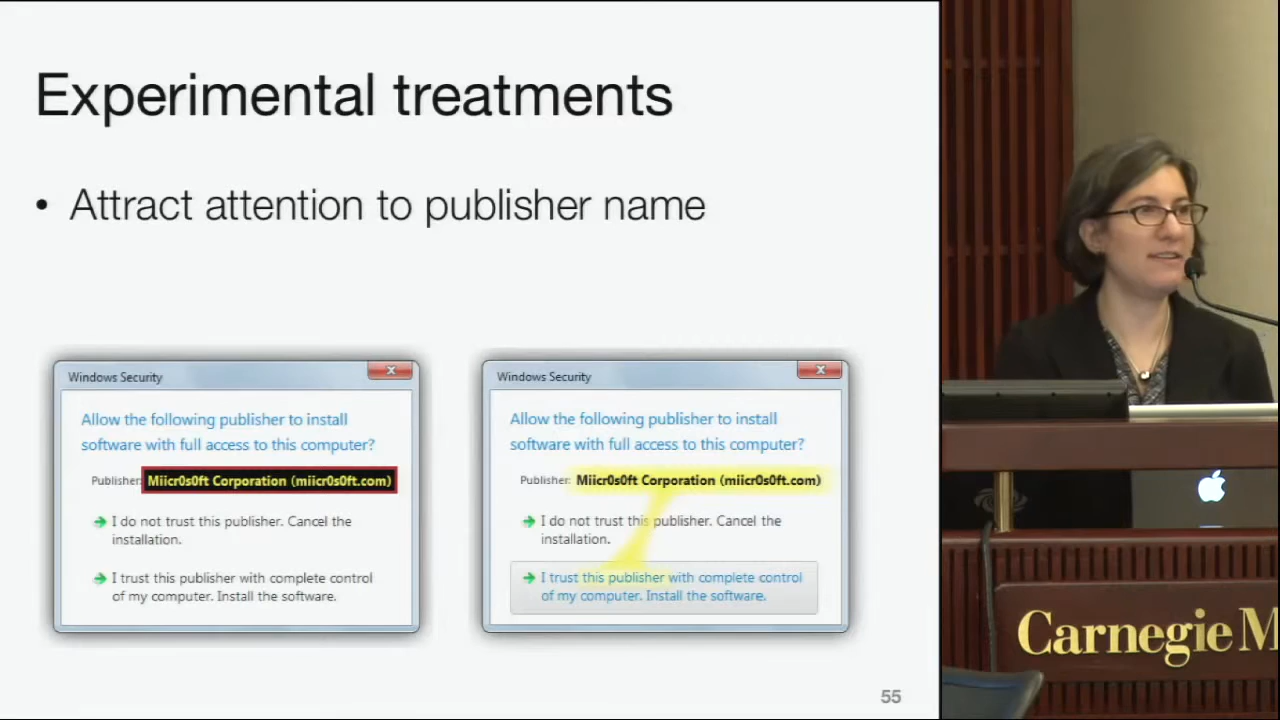 Experimental treatments
• Attract attention to publisher name
Windows Security
Allow the following publisher to install
software with full access to this computer?
Publisher: Miicr0s0ft Corporation (miicr0s0ft.com)
I do not trust this publisher. Cancel the
installation.
I trust this publisher with complete control
of my computer. Install the software.
Windows Security
Allow the following publisher to install
software with full access to this computer?
Publisher: Miicr0s0ft Corporation (miicr0s0ft.com)
I do not trust this publisher. Cancel the
installation.
I trust this publisher with complete control
of my computer. Install the software.
55
Carnegie M